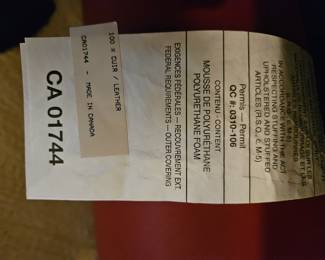 IN ACCORDANCE WITH THE ACT
RESPECTING STUFFING AND
UPHOLSTERED AND STUFFED
ARTICLES (R.S.Q., c. M-5)
Permis — Permit
QC #: 0310-106
CONTENU - CONTENT
MOUSSE DE POLYURÉTHANE
POLYURETHANE FOAM
EXIGENCES FÉDÉRALES — RECOUVREMENT EXT.
FEDERAL REQUIREMENTS — OUTER COVERING
100 % CUIR / LEATHER
CA01744 - MADE IN CANADA
CA 01744